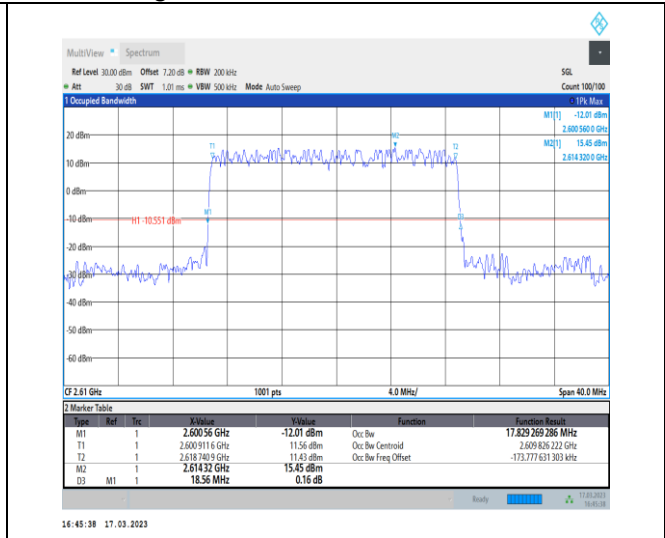 MultiView Spectrum
Ref Level 30.00 dBm Offset 7.20 dB RBW 200 kHz SGL
Att 30 dB SWT 1.01 ms VBW 500 kHz Mode Auto Sweep Count 100/100
1 Occupied Bandwidth 1Pk Max
M1[1] -12.01 dBm
2.600 560 0 GHz
M2[1] 15.45 dBm
2.614 320 0 GHz
20 dBm
M2
T1
T2
10 dBm
0 dBm
M1
-10 dBm
H1 -10.551 dBm
D3
-20 dBm
-30 dBm
-40 dBm
-50 dBm
-60 dBm
CF 2.61 GHz 1001 pts 4.0 MHz/ Span 40.0 MHz
2 Marker Table
Type Ref Trc X-Value Y-Value Function Function Result
M1 1 2.600 56 GHz -12.01 dBm Occ Bw 17.829 269 286 MHz
T1 1 2.600 911 6 GHz 11.56 dBm Occ Bw Centroid 2.609 826 222 GHz
T2 1 2.618 740 9 GHz 11.43 dBm Occ Bw Freq Offset -173.777 631 303 kHz
M2 1 2.614 32 GHz 15.45 dBm
D3 M1 1 18.56 MHz 0.16 dB
Ready 17.03.2023
16:45:38
16:45:38 17.03.2023